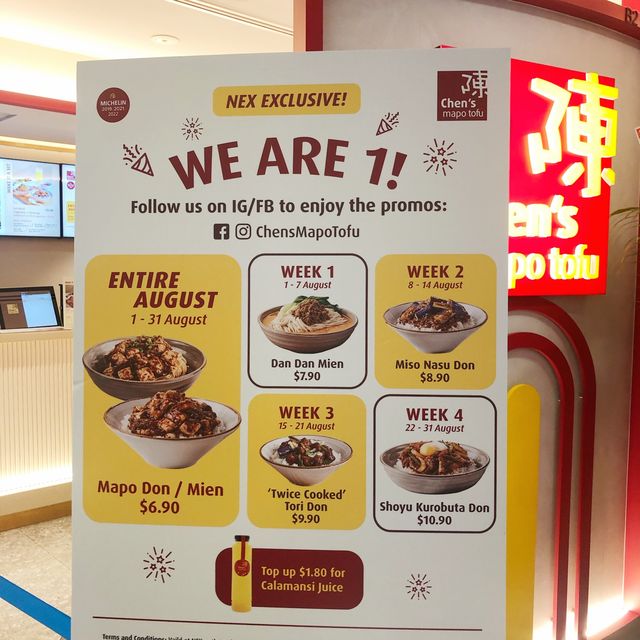 B2
MICHELIN
2019 2021
2022
NEX EXCLUSIVE!
陳
Chen's
mapo tofu
WE ARE 1!
Follow us on IG/FB to enjoy the promos:
ChensMapoTofu
ENTIRE
AUGUST
1 - 31 August
Mapo Don / Mien
$6.90
WEEK 1
1 - 7 August
Dan Dan Mien
$7.90
WEEK 2
8 - 14 August
Miso Nasu Don
$8.90
WEEK 3
15 - 21 August
'Twice Cooked'
Tori Don
$9.90
WEEK 4
22 - 31 August
Shoyu Kurobuta Don
$10.90
Top up $1.80 for
Calamansi Juice
Terms and Conditions:
陳
en's
po tofu